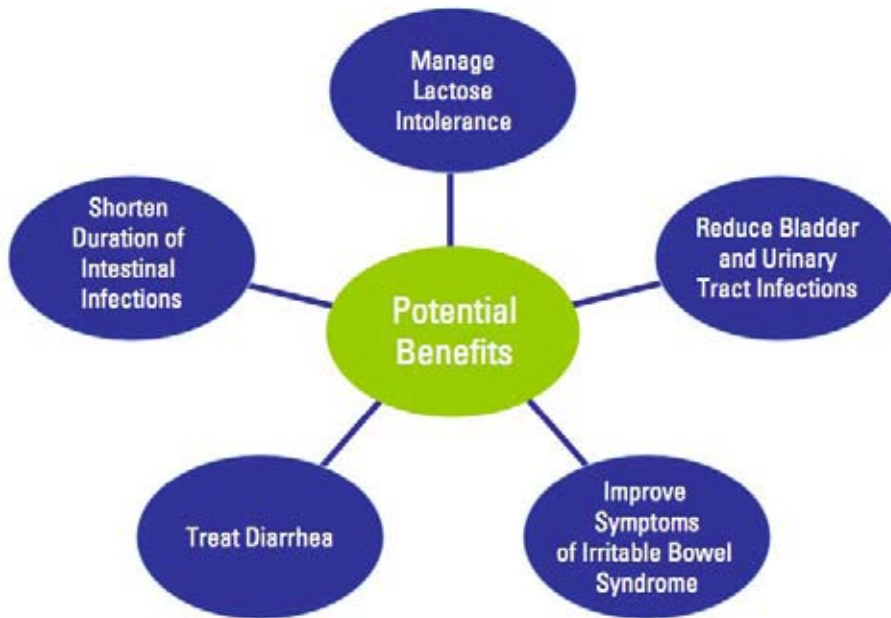 Manage
Lactose
Intolerance
Shorten
Duration of
Intestinal
Infections
Reduce Bladder
and Urinary
Tract Infections
Potential
Benefits
Treat Diarrhea
Improve
Symptoms
of Irritable Bowel
Syndrome